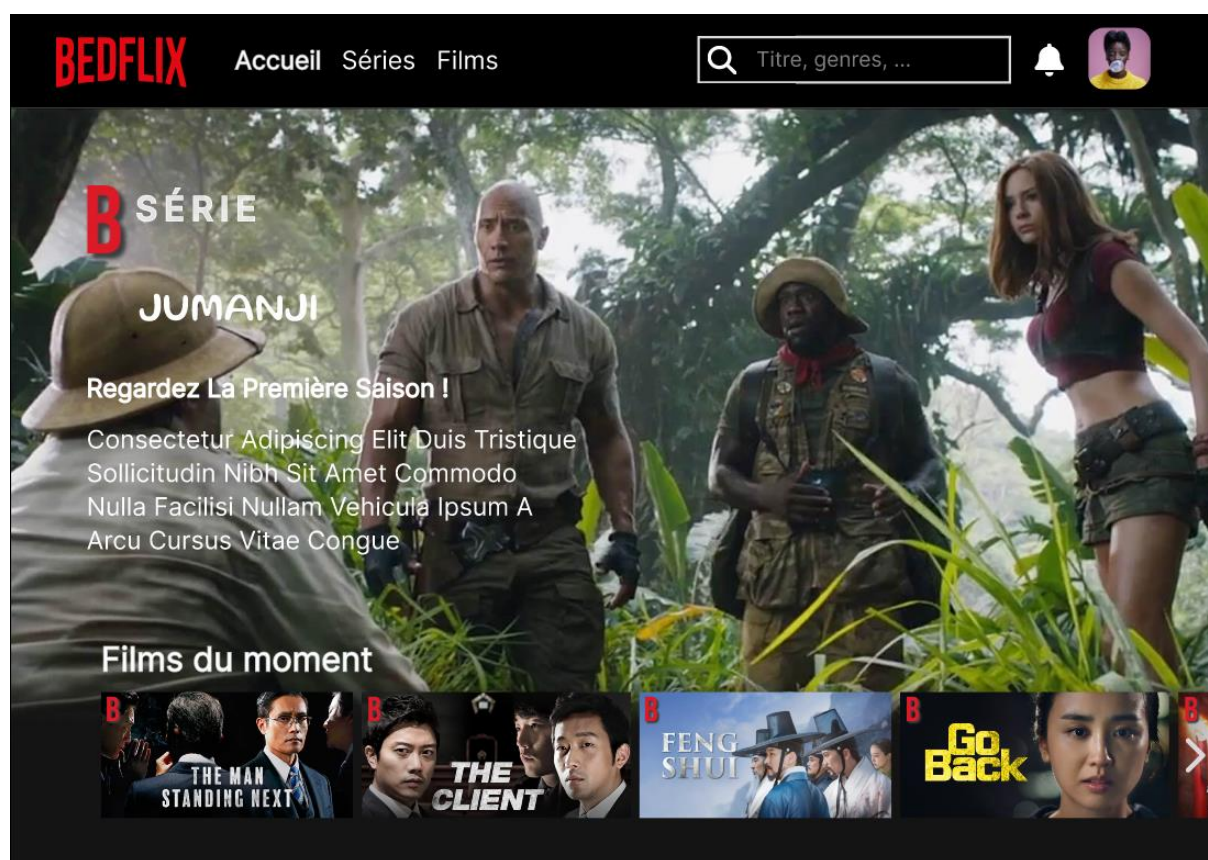 BEDFLIX
Accueil Séries Films
Titre, genres, ...
B SÉRIE
JUMANJI
Regardez La Première Saison !
Consectetur Adipiscing Elit Duis Tristique
Sollicitudin Nibh Sit Amet Commodo
Nulla Facilisi Nullam Vehicula Ipsum A
Arcu Cursus Vitae Congue
Films du moment
B
THE MAN
STANDING NEXT
B
THE
CLIENT
B
FENG
SHUI
B
Go
Back
B